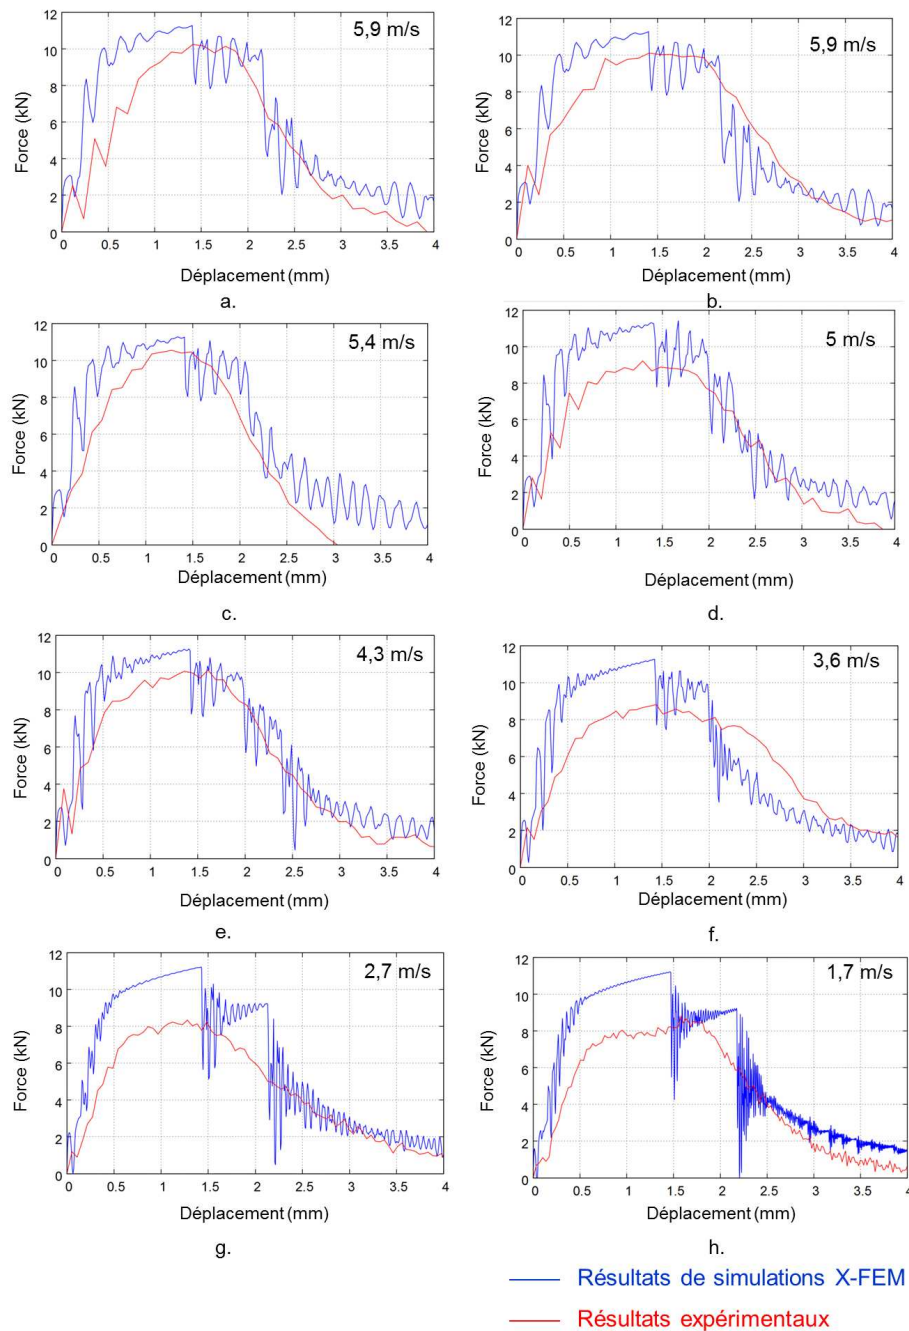 5,9 m/s
Force (kN)
12
10
8
6
4
2
0
0 0.5 1 1.5 2 2.5 3 3.5 4
Déplacement (mm)
a.
5,9 m/s
Force (kN)
12
10
8
6
4
2
0
0 0.5 1 1.5 2 2.5 3 3.5 4
Déplacement (mm)
b.
5,4 m/s
Force (kN)
12
10
8
6
4
2
0
0 0.5 1 1.5 2 2.5 3 3.5 4
Déplacement (mm)
c.
5 m/s
Force (kN)
12
10
8
6
4
2
0
0 0.5 1 1.5 2 2.5 3 3.5 4
Déplacement (mm)
d.
4,3 m/s
Force (kN)
12
10
8
6
4
2
0
0 0.5 1 1.5 2 2.5 3 3.5 4
Déplacement (mm)
e.
3,6 m/s
Force (kN)
12
10
8
6
4
2
0
0 0.5 1 1.5 2 2.5 3 3.5 4
Déplacement (mm)
f.
2,7 m/s
Force (kN)
12
10
8
6
4
2
0
0 0.5 1 1.5 2 2.5 3 3.5 4
Déplacement (mm)
g.
1,7 m/s
Force (kN)
12
10
8
6
4
2
0
0 0.5 1 1.5 2 2.5 3 3.5 4
Déplacement (mm)
h.
Résultats de simulations X-FEM
Résultats expérimentaux